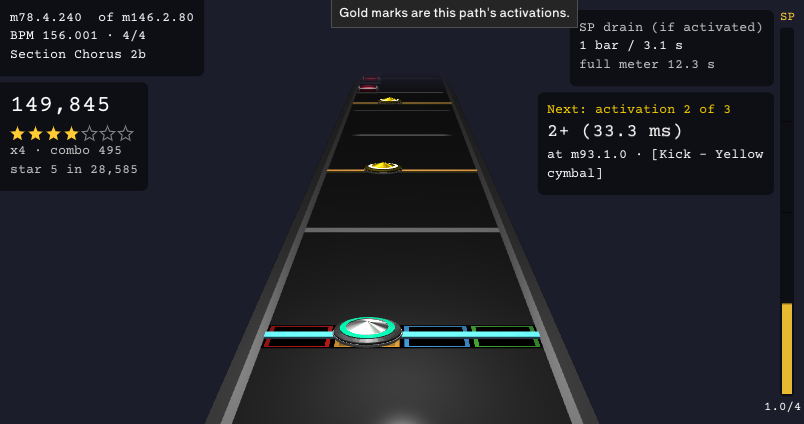 m78.4.240 of m146.2.80
BPM 156.001 · 4/4
Section Chorus 2b
149,845
x4 · combo 495
star 5 in 28,585
Gold marks are this path's activations.
SP drain (if activated)
1 bar / 3.1 s
full meter 12.3 s
Next: activation 2 of 3
2+ (33.3 ms)
at m93.1.0 · [Kick - Yellow
cymbal]
SP
1.0/4